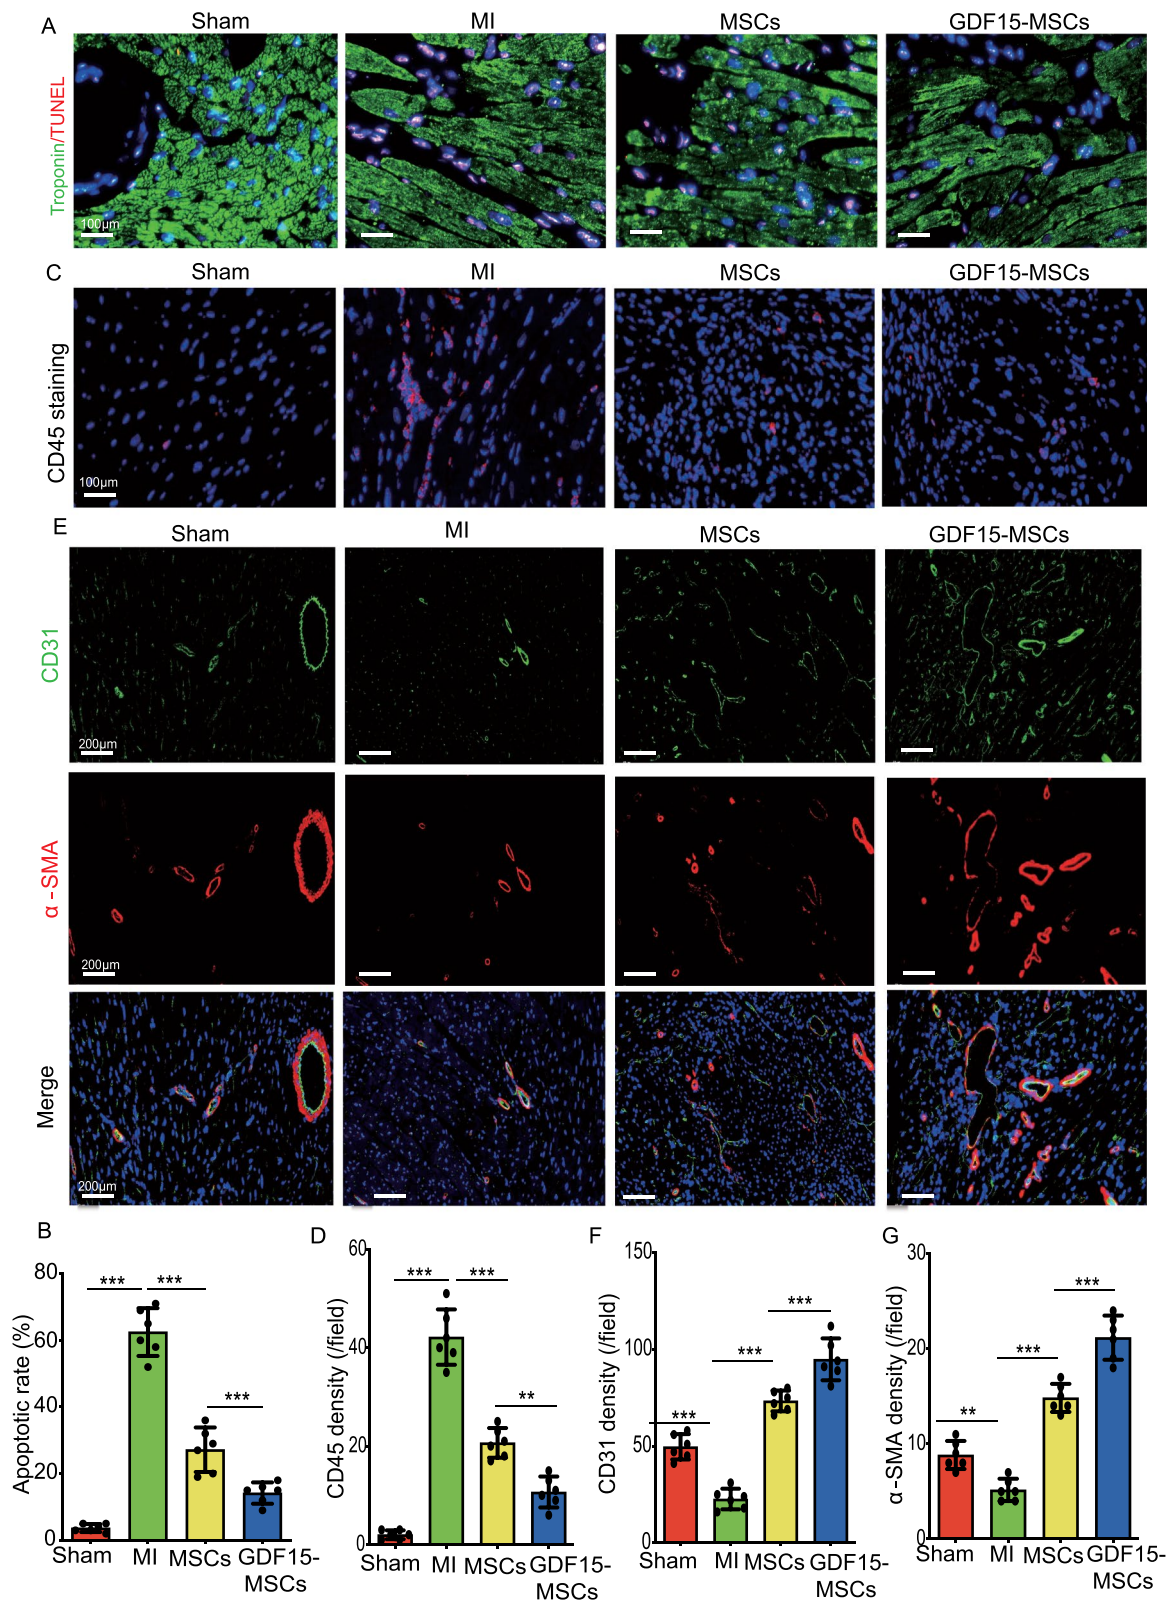 A
Sham
MI
MSCs
GDF15-MSCs
Troponin/TUNEL
100μm
C
Sham
MI
MSCs
GDF15-MSCs
CD45 staining
100μm
E
Sham
MI
MSCs
GDF15-MSCs
CD31
200μm
α-SMA
200μm
Merge
200μm
B
Apoptotic rate (%)
80
60
40
20
0
***
***
***
Sham
MI
MSCs
GDF15-
MSCs
D
CD45 density (/field)
60
40
20
0
***
***
**
Sham
MI
MSCs
GDF15-
MSCs
F
CD31 density (/field)
150
100
50
0
***
***
***
Sham
MI
MSCs
GDF15-
MSCs
G
α-SMA density (/field)
30
20
10
0
**
***
***
Sham
MI
MSCs
GDF15-
MSCs